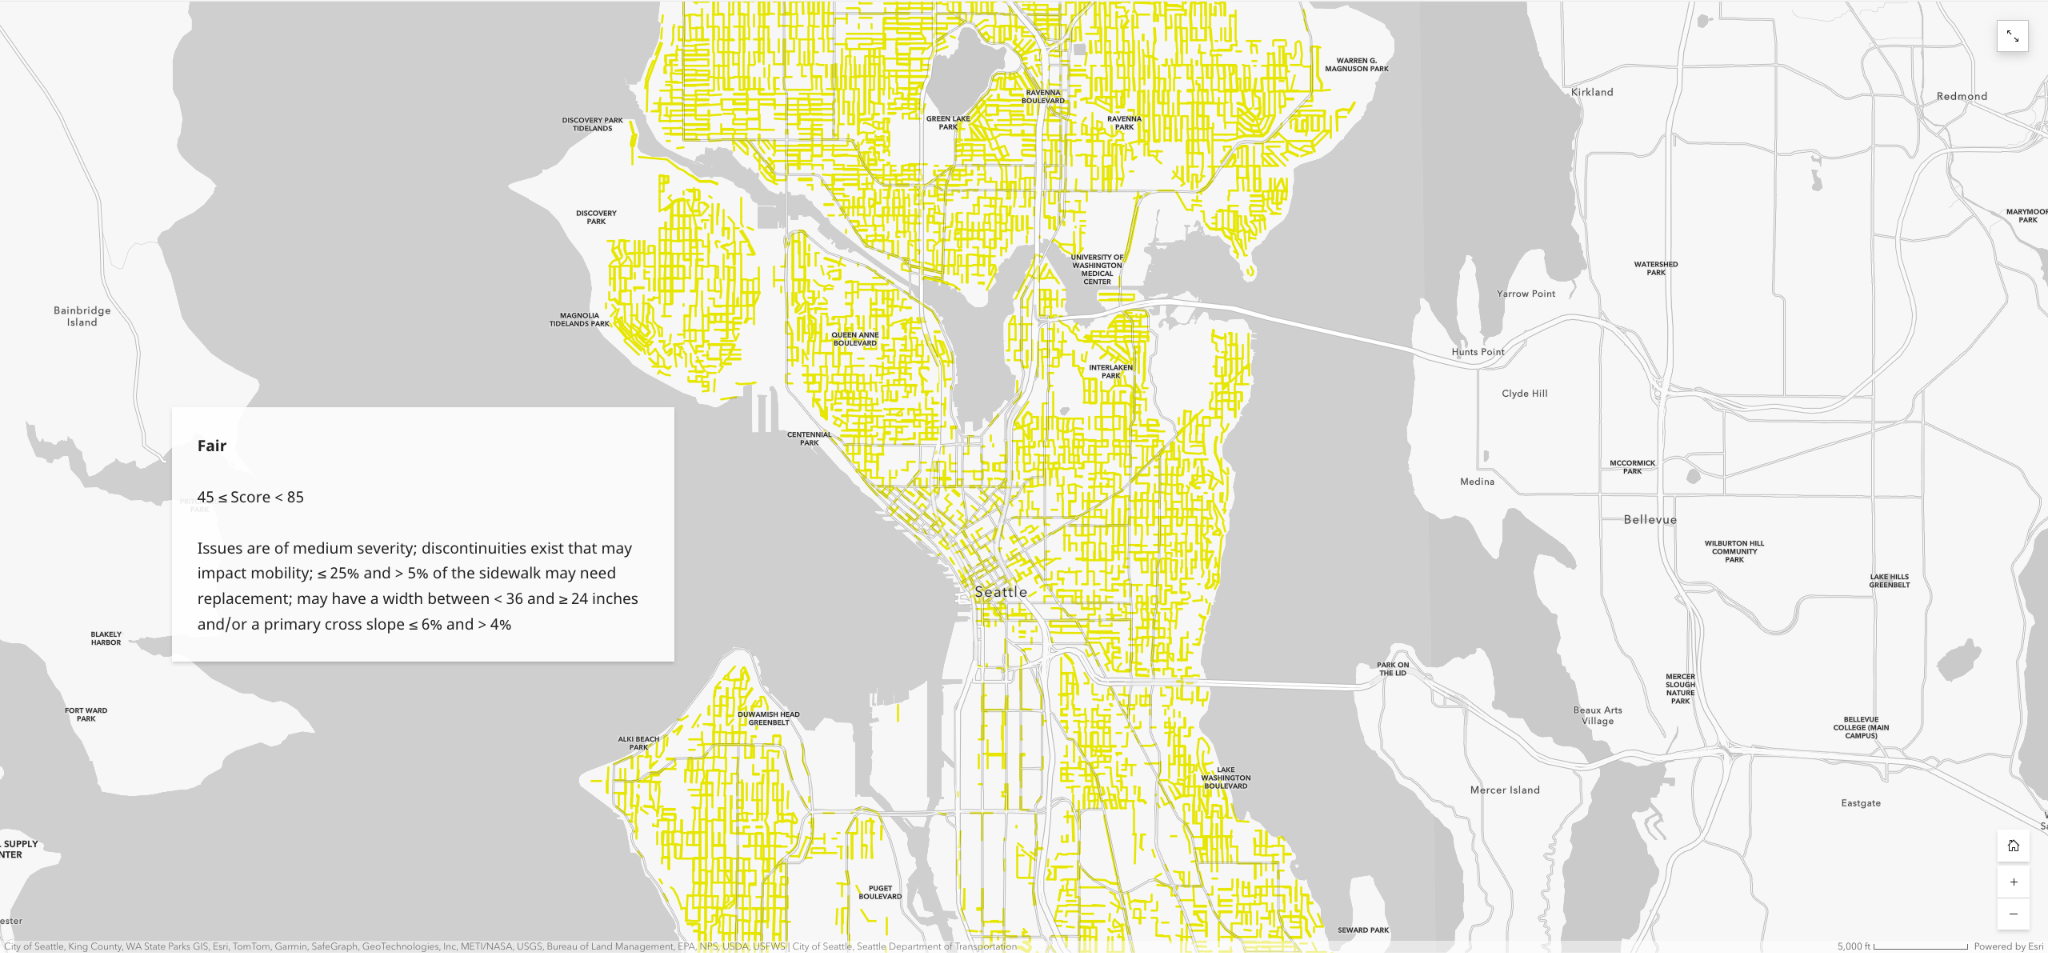 WARREN G.
MAGNUSON PARK
Kirkland
Redmond
RAVENNA
BOULEVARD
DISCOVERY PARK
TIDELANDS
GREEN LAKE
PARK
RAVENNA
PARK
DISCOVERY
PARK
MARYMOOR
PARK
UNIVERSITY OF
WASHINGTON
MEDICAL
CENTER
WATERSHED
PARK
Yarrow Point
Bainbridge
Island
MAGNOLIA
TIDELANDS PARK
QUEEN ANNE
BOULEVARD
Hunts Point
INTERLAKEN
PARK
Clyde Hill
CENTENNIAL
PARK
Fair
45 ≤ Score < 85
Issues are of medium severity; discontinuities exist that may
impact mobility; ≤ 25% and > 5% of the sidewalk may need
replacement; may have a width between < 36 and ≥ 24 inches
and/or a primary cross slope ≤ 6% and > 4%
MCCORMICK
PARK
Medina
Bellevue
WILBURTON HILL
COMMUNITY
PARK
LAKE HILLS
GREENBELT
Seattle
BLAKELY
HARBOR
PARK ON
THE LID
MERCER
SLOUGH
NATURE
PARK
FORT WARD
PARK
DUWAMISH HEAD
GREENBELT
Beaux Arts
Village
BELLEVUE
COLLEGE (MAIN
CAMPUS)
ALKI BEACH
PARK
LAKE
WASHINGTON
BOULEVARD
Mercer Island
Eastgate
L SUPPLY
NTER
PUGET
BOULEVARD
ester
SEWARD PARK
City of Seattle, King County, WA State Parks GIS, Esri, TomTom, Garmin, SafeGraph, GeoTechnologies, Inc, METI/NASA, USGS, Bureau of Land Management, EPA, NPS, USDA, USFWS | City of Seattle, Seattle Department of Transportation
5,000 ft
Powered by Esri